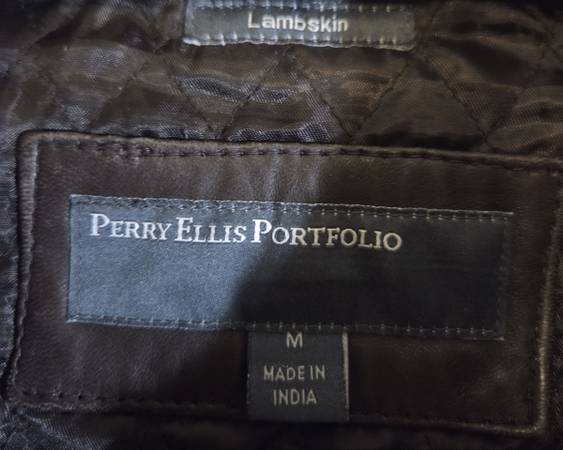 Lambskin
PERRY ELLIS PORTFOLIO
M
MADE IN
INDIA